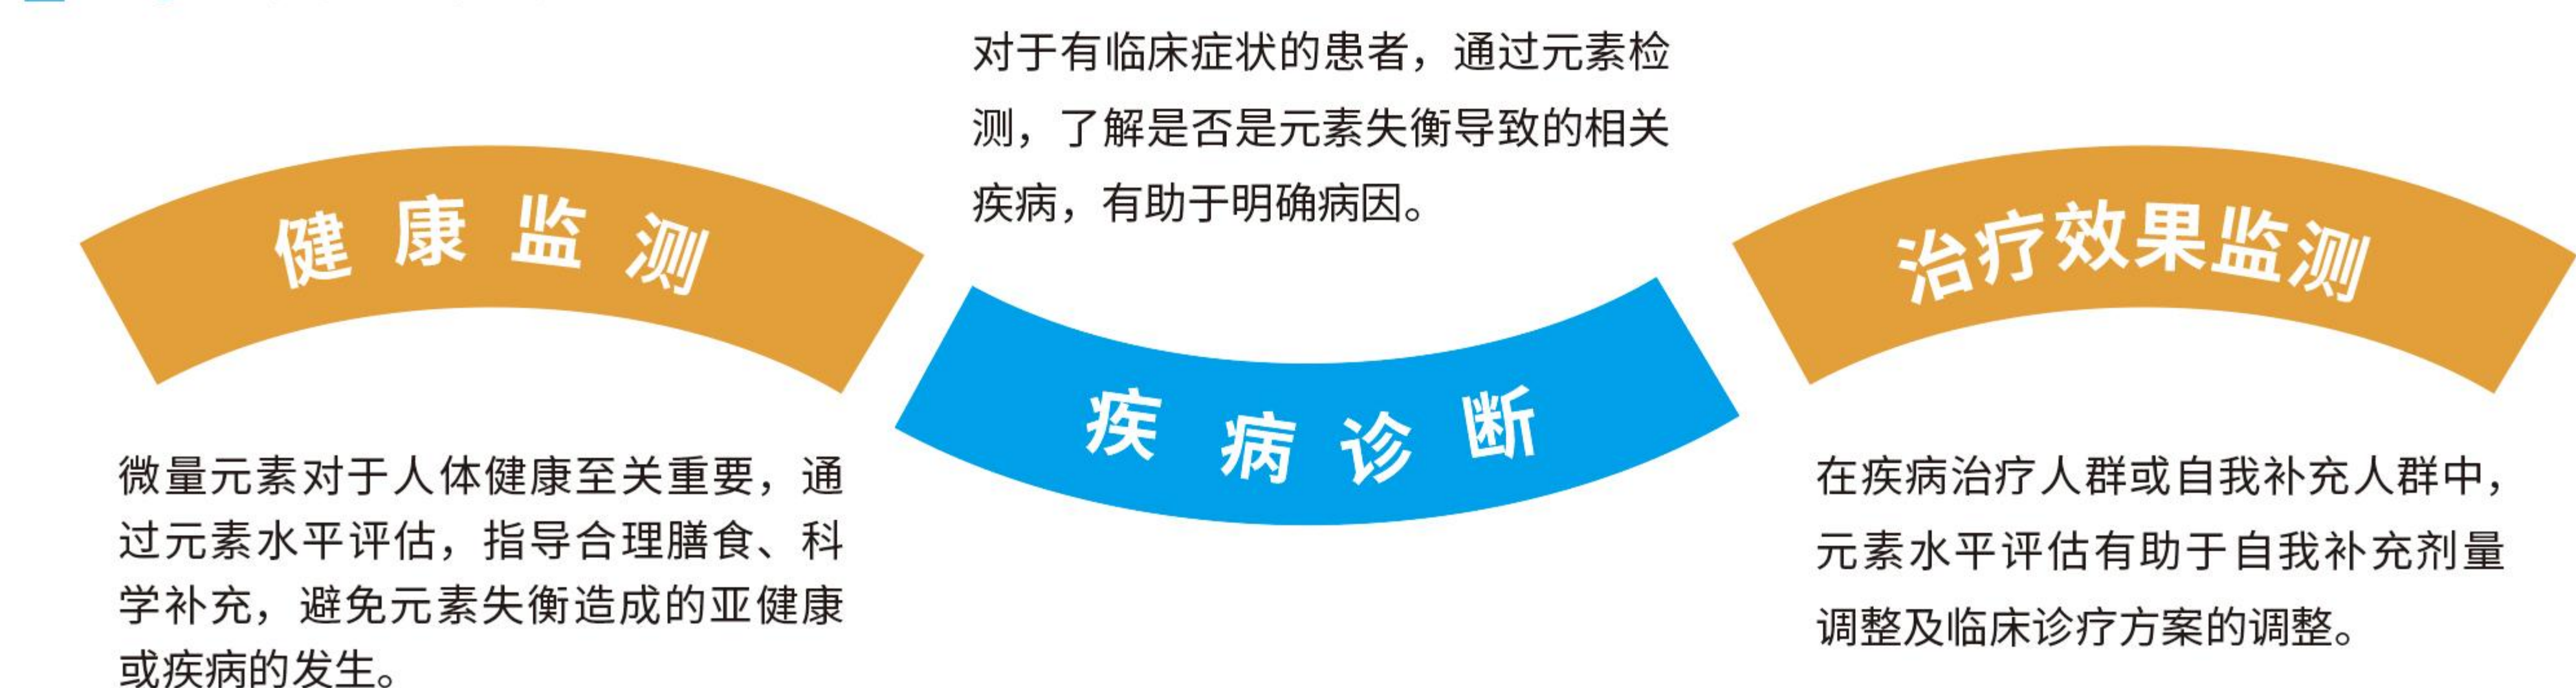 健康监测
微量元素对于人体健康至关重要，通
过元素水平评估，指导合理膳食、科
学补充，避免元素失衡造成的亚健康
或疾病的发生。
对于有临床症状的患者，通过元素检
测，了解是否是元素失衡导致的相关
疾病，有助于明确病因。
疾病诊断
治疗效果监测
在疾病治疗人群或自我补充人群中，
元素水平评估有助于自我补充剂量
调整及临床诊疗方案的调整。